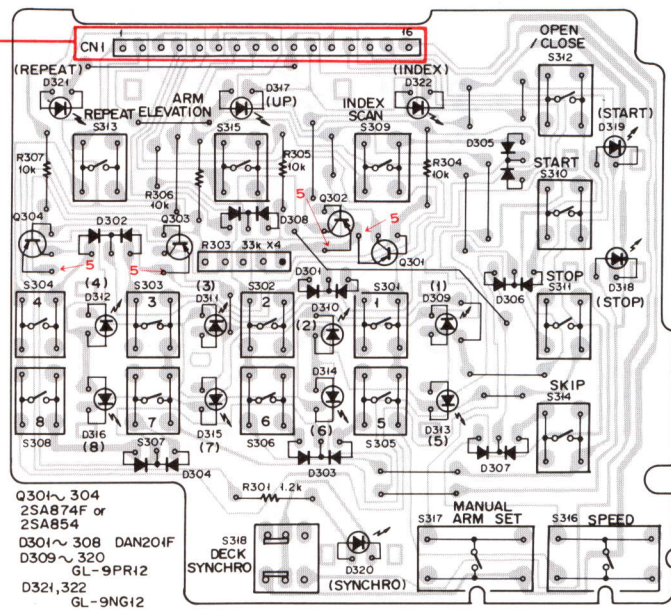 CN1 1 16
OPEN
/CLOSE
S312
(REPEAT)
D321
REPEAT
S313
ARM
ELEVATION
D317
(UP)
S315
(INDEX)
D322
INDEX
SCAN
S309
D305
START
S310
(START)
D319
R307
10k
R306
10k
R305
10k
R304
10k
Q304
D302
Q303
D308
Q302
5
5
Q301
R303 33k X4
D301
5
5
STOP
S311
D306
D318
(STOP)
S304
4
(4)
D312
S303
3
(3)
D311
S302
2
D310
(2)
S301
1
(1)
D309
SKIP
S314
8
S308
D316
(8)
7
S307
D304
D315
(7)
6
S306
D314
(6)
D303
5
S305
D313
(5)
D307
R301 1.2k
Q301~304
2SA874F or
2SA854
D301~308 DAN201F
D309~320
GL-9PR12
D321,322
GL-9NG12
S318
DECK
SYNCHRO
D320
(SYNCHRO)
MANUAL
ARM SET
S317
S316 SPEED